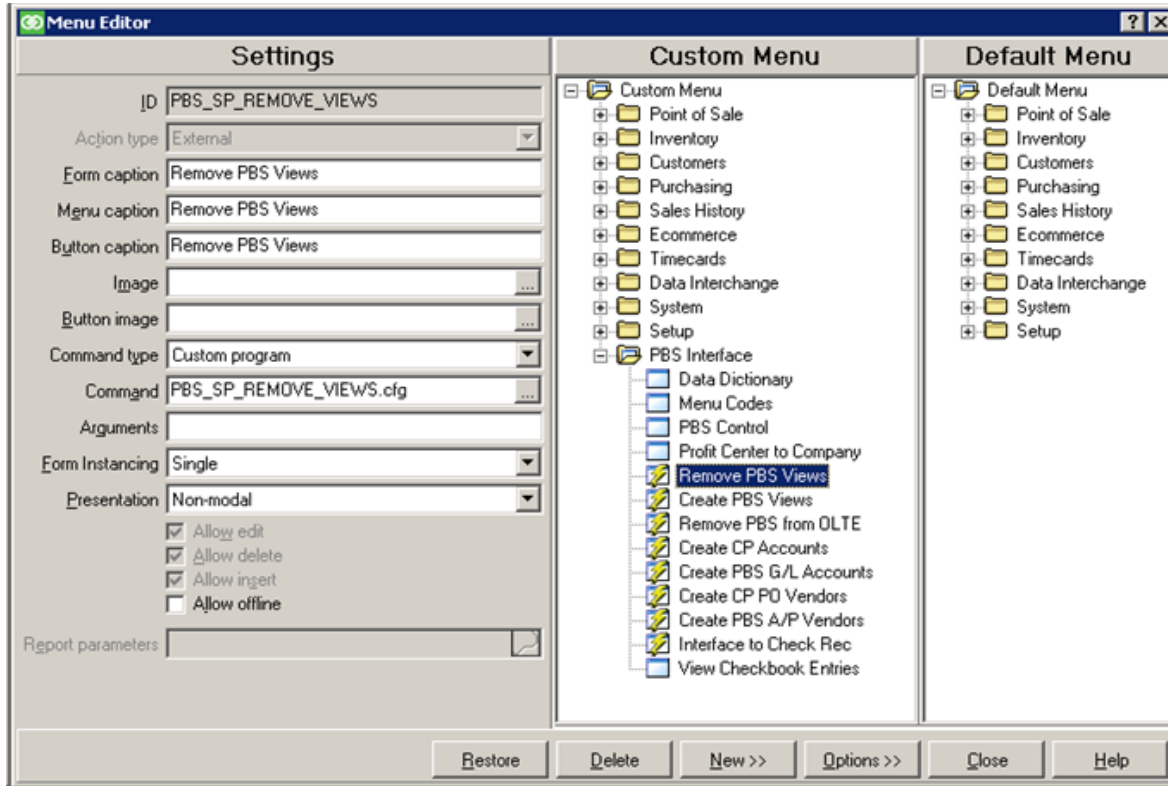 Menu Editor
Settings
ID PBS_SP_REMOVE_VIEWS
Action type External
Form caption Remove PBS Views
Menu caption Remove PBS Views
Button caption Remove PBS Views
Image ...
Button image ...
Command type Custom program
Command PBS_SP_REMOVE_VIEWS.cfg ...
Arguments
Form Instancing Single
Presentation Non-modal
Allow edit
Allow delete
Allow insert
Allow offline
Report parameters
Custom Menu
Custom Menu
Point of Sale
Inventory
Customers
Purchasing
Sales History
Ecommerce
Timecards
Data Interchange
System
Setup
PBS Interface
Data Dictionary
Menu Codes
PBS Control
Profit Center to Company
Remove PBS Views
Create PBS Views
Remove PBS from OLTE
Create CP Accounts
Create PBS G/L Accounts
Create CP PO Vendors
Create PBS A/P Vendors
Interface to Check Rec
View Checkbook Entries
Default Menu
Default Menu
Point of Sale
Inventory
Customers
Purchasing
Sales History
Ecommerce
Timecards
Data Interchange
System
Setup
Restore Delete New >> Options >> Close Help